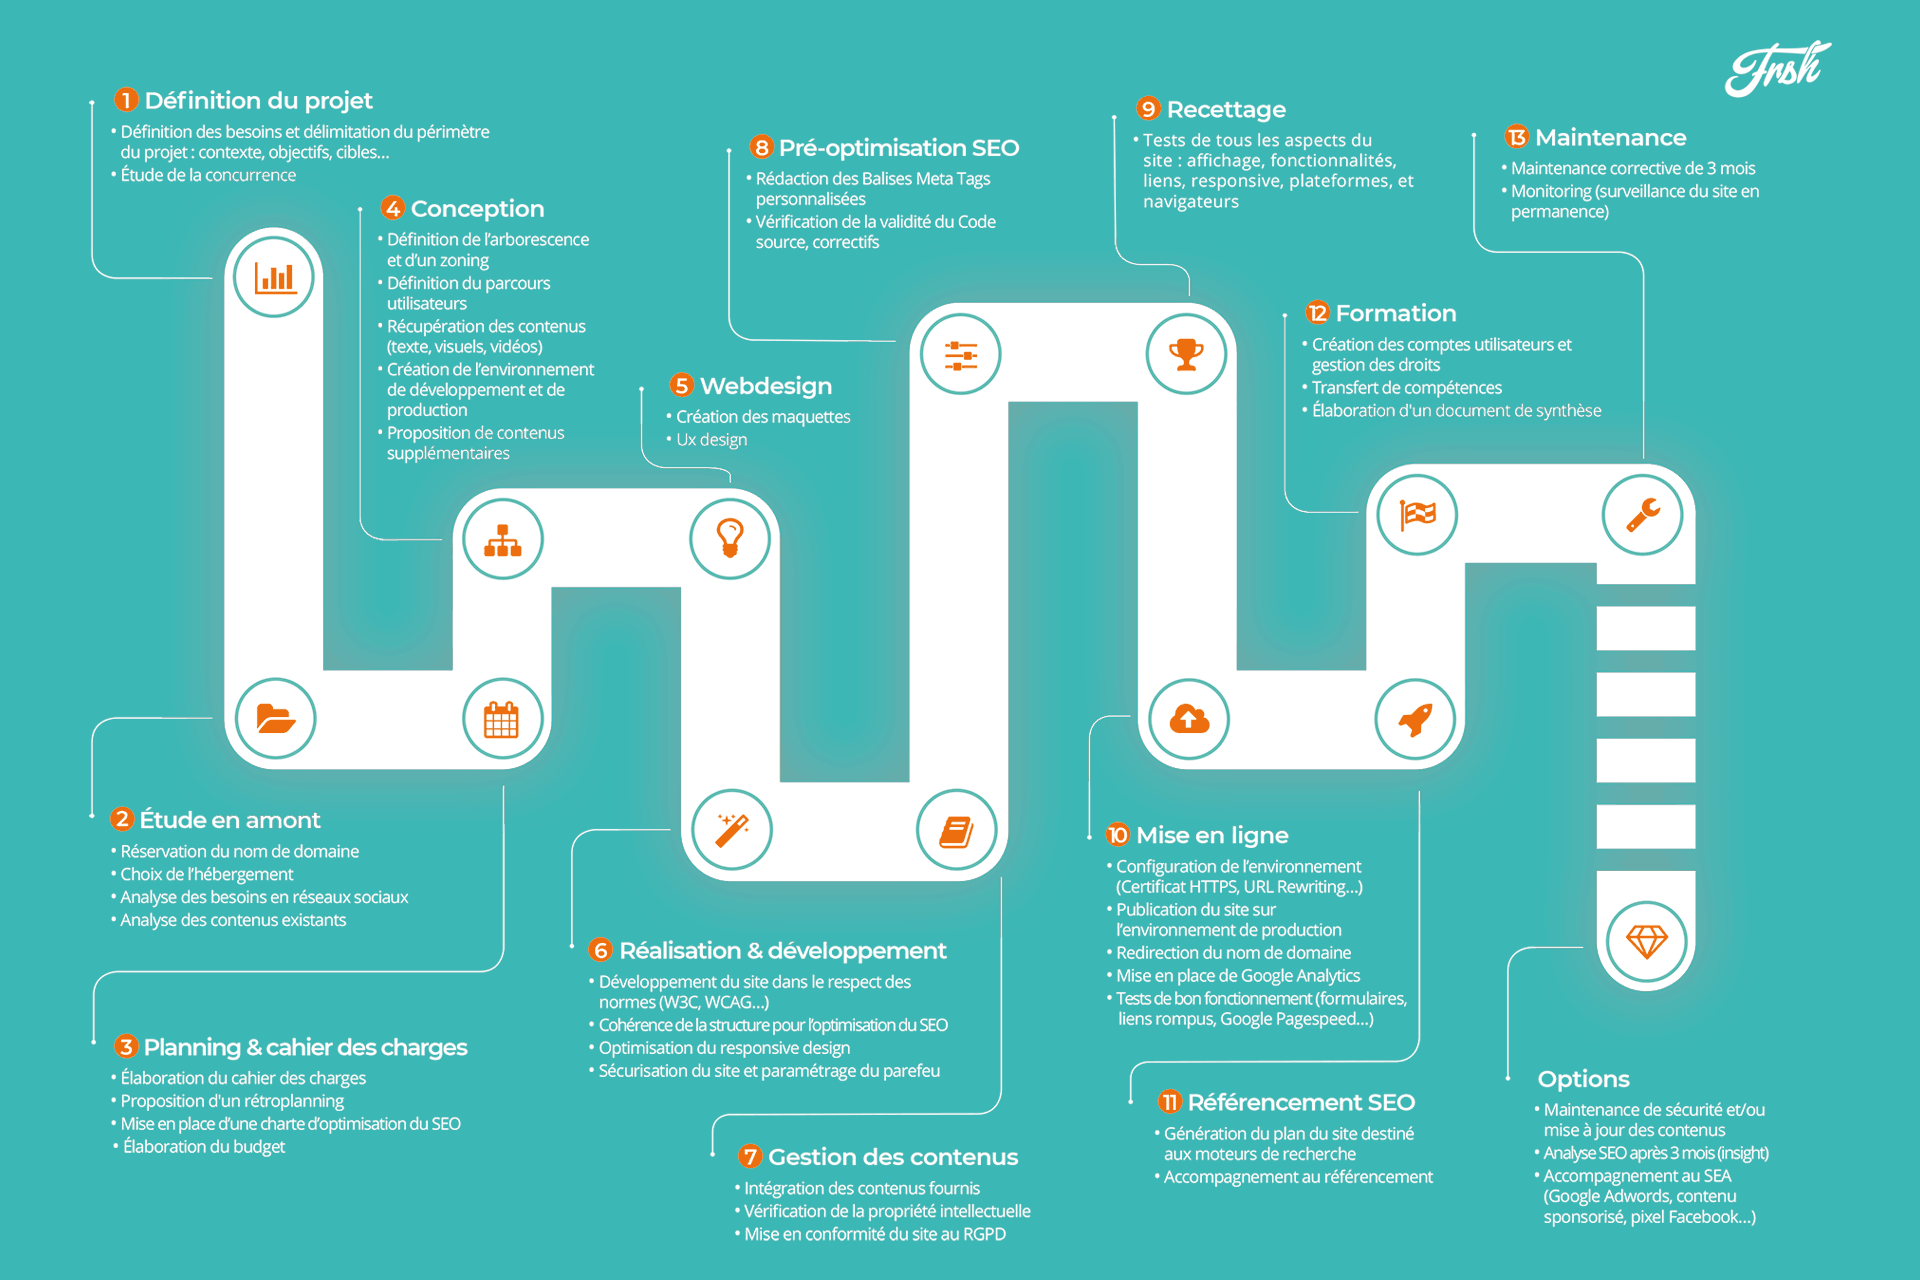 Frsh
1 Définition du projet
• Définition des besoins et délimitation du périmètre
du projet : contexte, objectifs, cibles...
• Étude de la concurrence
2 Étude en amont
• Réservation du nom de domaine
• Choix de l'hébergement
• Analyse des besoins en réseaux sociaux
• Analyse des contenus existants
3 Planning & cahier des charges
• Élaboration du cahier des charges
• Proposition d'un rétroplanning
• Mise en place d'une charte d'optimisation du SEO
• Élaboration du budget
4 Conception
• Définition de l'arborescence
et d'un zoning
• Définition du parcours
utilisateurs
• Récupération des contenus
(texte, visuels, vidéos)
• Création de l'environnement
de développement et de
production
• Proposition de contenus
supplémentaires
5 Webdesign
• Création des maquettes
• Ux design
6 Réalisation & développement
• Développement du site dans le respect des
normes (W3C, WCAG...)
• Cohérence de la structure pour l'optimisation du SEO
• Optimisation du responsive design
• Sécurisation du site et paramétrage du parefeu
7 Gestion des contenus
• Intégration des contenus fournis
• Vérification de la propriété intellectuelle
• Mise en conformité du site au RGPD
8 Pré-optimisation SEO
• Rédaction des Balises Meta Tags
personnalisées
• Vérification de la validité du Code
source, correctifs
9 Recettage
• Tests de tous les aspects du
site : affichage, fonctionnalités,
liens, responsive, plateformes, et
navigateurs
10 Mise en ligne
• Configuration de l'environnement
(Certificat HTTPS, URL Rewriting...)
• Publication du site sur
l'environnement de production
• Redirection du nom de domaine
• Mise en place de Google Analytics
• Tests de bon fonctionnement (formulaires,
liens rompus, Google Pagespeed...)
11 Référencement SEO
• Génération du plan du site destiné
aux moteurs de recherche
• Accompagnement au référencement
12 Formation
• Création des comptes utilisateurs et
gestion des droits
• Transfert de compétences
• Élaboration d'un document de synthèse
13 Maintenance
• Maintenance corrective de 3 mois
• Monitoring (surveillance du site en
permanence)
Options
• Maintenance de sécurité et/ou
mise à jour des contenus
• Analyse SEO après 3 mois (insight)
• Accompagnement au SEA
(Google Adwords, contenu
sponsorisé, pixel Facebook...)